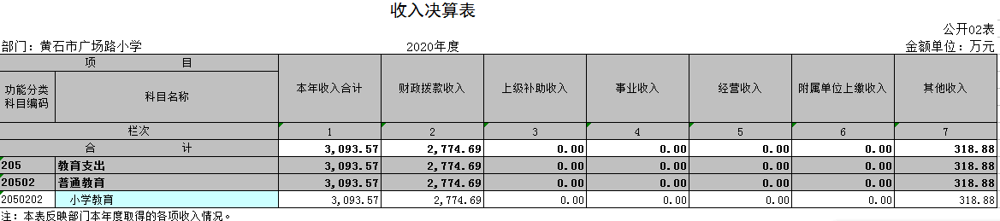 收入决算表
公开02表
部门：黄石市广场路小学 2020年度 金额单位：万元
项 目 本年收入合计 财政拨款收入 上级补助收入 事业收入 经营收入 附属单位上缴收入 其他收入
功能分类
科目编码 科目名称
栏次 1 2 3 4 5 6 7
合 计 3,093.57 2,774.69 0.00 0.00 0.00 0.00 318.88
205 教育支出 3,093.57 2,774.69 0.00 0.00 0.00 0.00 318.88
20502 普通教育 3,093.57 2,774.69 0.00 0.00 0.00 0.00 318.88
2050202 小学教育 3,093.57 2,774.69 0.00 0.00 0.00 0.00 318.88
注：本表反映部门本年度取得的各项收入情况。